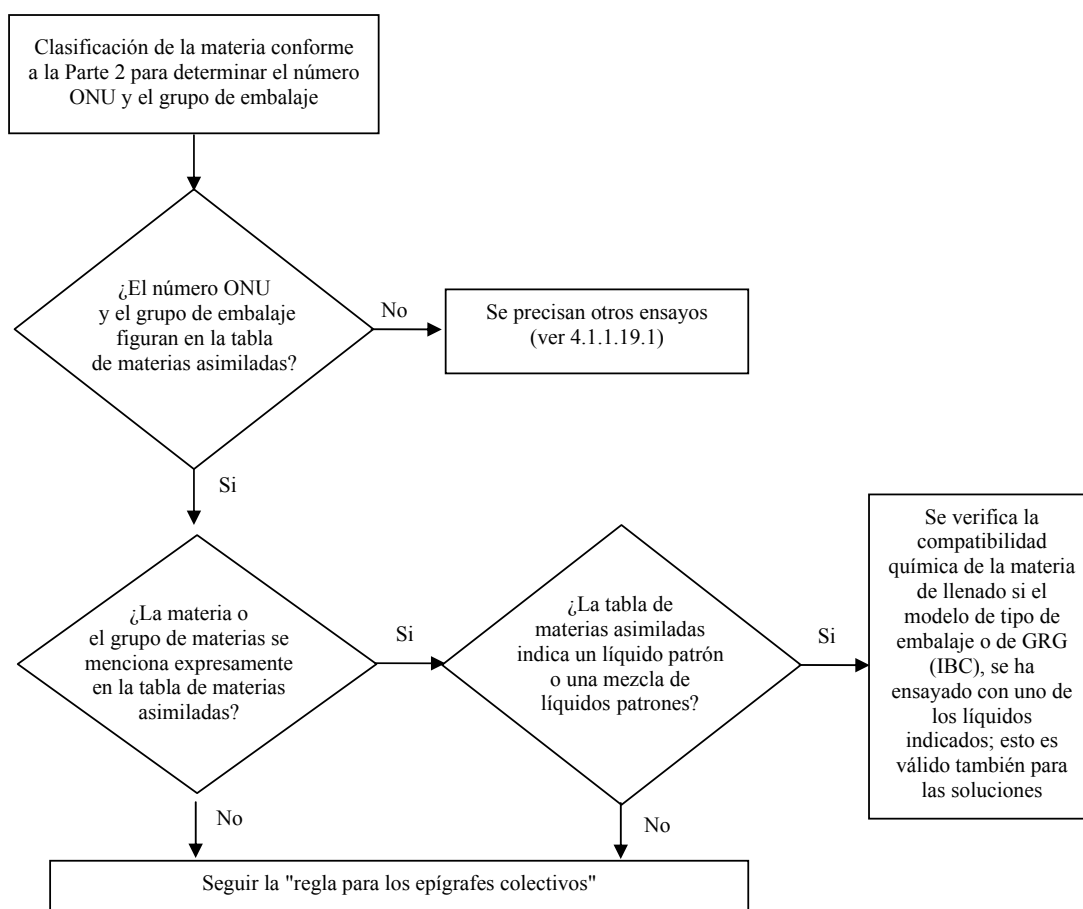 Clasificación de la materia conforme
a la Parte 2 para determinar el número
ONU y el grupo de embalaje
¿El número ONU
y el grupo de embalaje
figuran en la tabla
de materias asimiladas?
No
Se precisan otros ensayos
(ver 4.1.1.19.1)
Si
¿La materia o
el grupo de materias se
menciona expresamente
en la tabla de materias
asimiladas?
Si
¿La tabla de
materias asimiladas
indica un líquido patrón
o una mezcla de
líquidos patrones?
Si
Se verifica la
compatibilidad
química de la materia
de llenado si el
modelo de tipo de
embalaje o de GRG
(IBC), se ha
ensayado con uno de
los líquidos
indicados; esto es
válido también para
las soluciones
No
No
Seguir la "regla para los epígrafes colectivos"